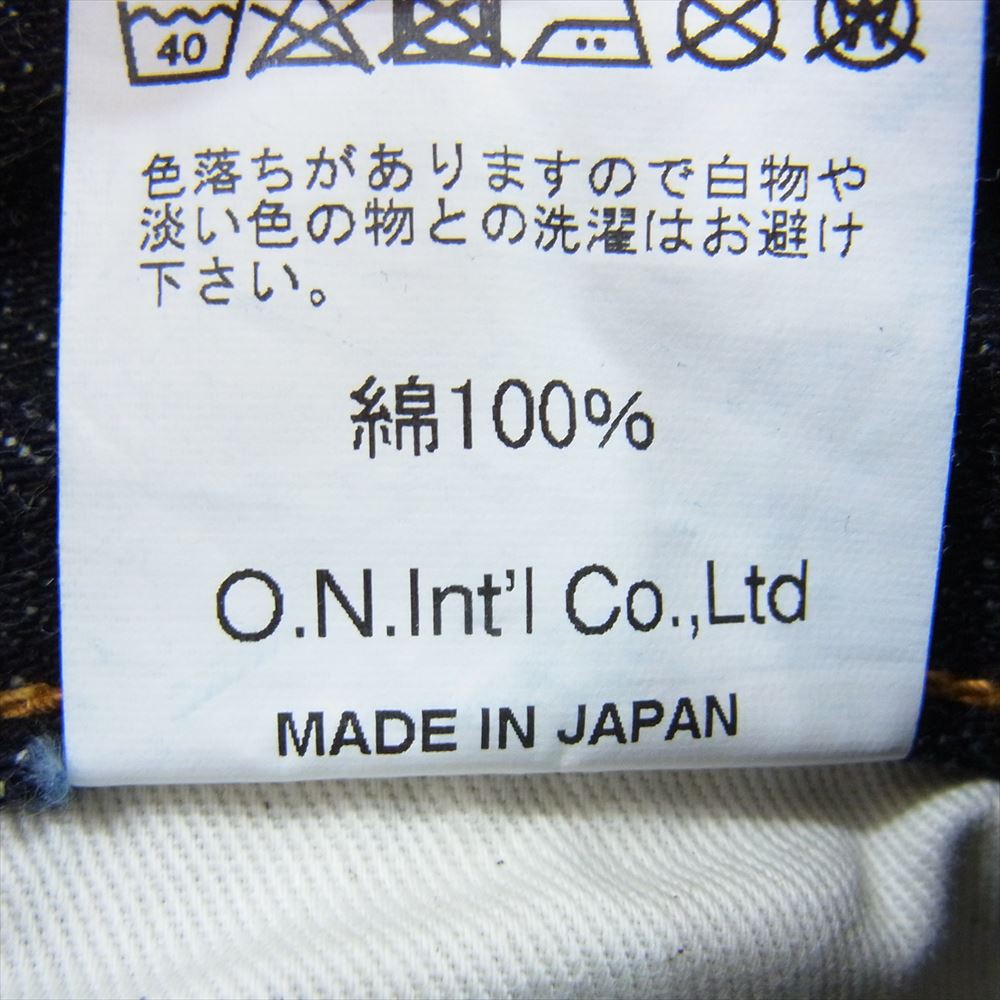 40
W
色落ちがありますので白物や
淡い色の物との洗濯はお避け
下さい。
綿100%
O.N.Int'l Co.,Ltd
MADE IN JAPAN